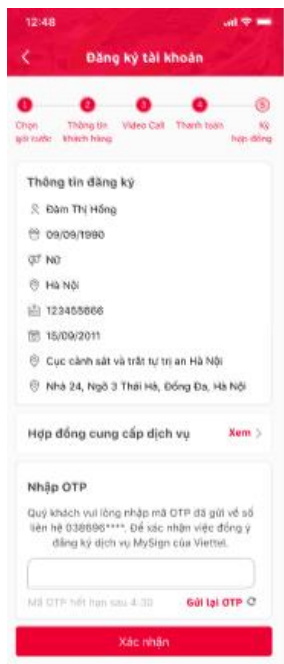 12:48
Đăng ký tài khoản
Chọn gói cước
Thông tin khách hàng
Video Call
Thanh toán
5
Ký hợp đồng
Thông tin đăng ký
Đàm Thị Hồng
09/09/1990
Nữ
Hà Nội
123455666
15/09/2011
Cục cảnh sát và trât tự trị an Hà Nội
Nhà 24, Ngõ 3 Thái Hà, Đống Đa, Hà Nội
Hợp đồng cung cấp dịch vụ Xem >
Nhập OTP
Quý khách vui lòng nhập mã OTP đã gửi về số
liên hệ 038696****. Để xác nhận việc đồng ý
đăng ký dịch vụ MySign của Viettel.
Mã OTP hết hạn sau 4:30 Gửi lại OTP
Xác nhận